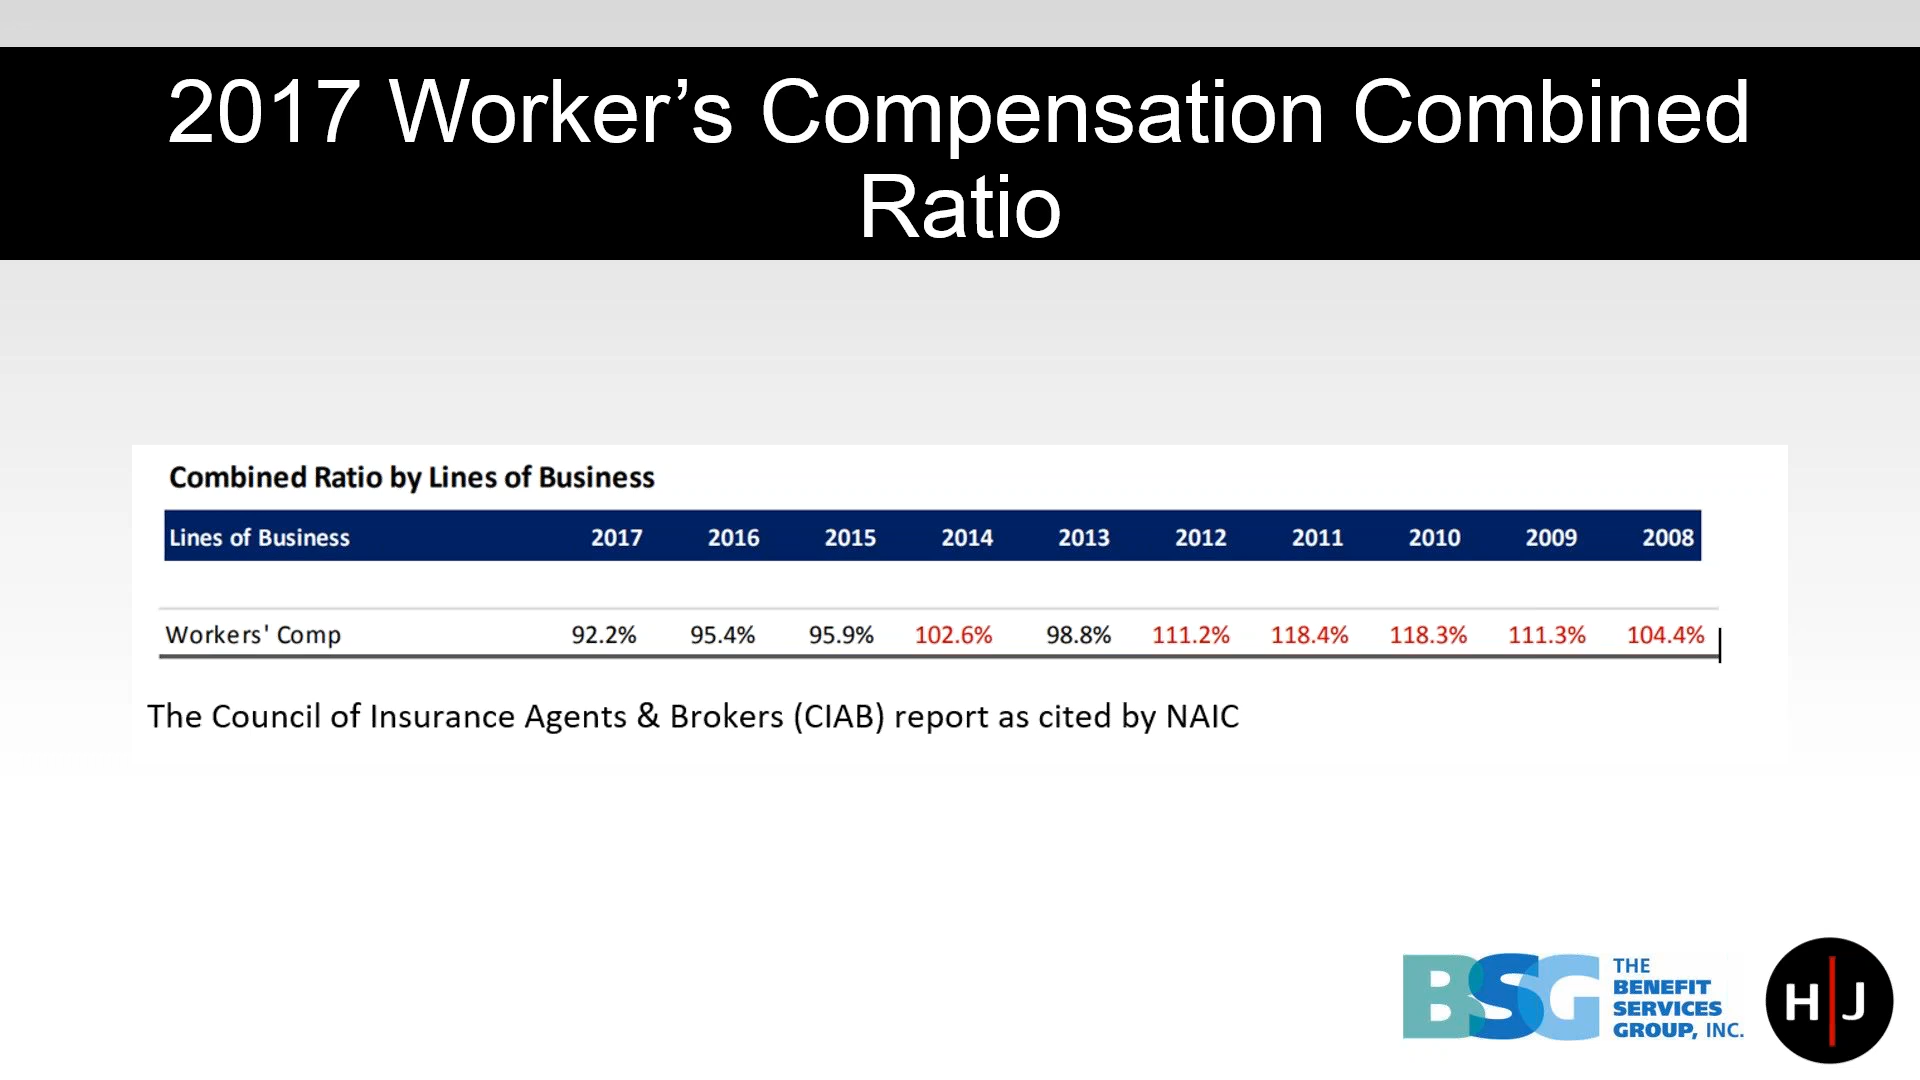 2017 Worker’s Compensation Combined
Ratio
Combined Ratio by Lines of Business
Lines of Business 2017 2016 2015 2014 2013 2012 2011 2010 2009 2008
Workers' Comp 92.2% 95.4% 95.9% 102.6% 98.8% 111.2% 118.4% 118.3% 111.3% 104.4%
The Council of Insurance Agents & Brokers (CIAB) report as cited by NAIC
BSG
THE
BENEFIT
SERVICES
GROUP, INC.
H|J